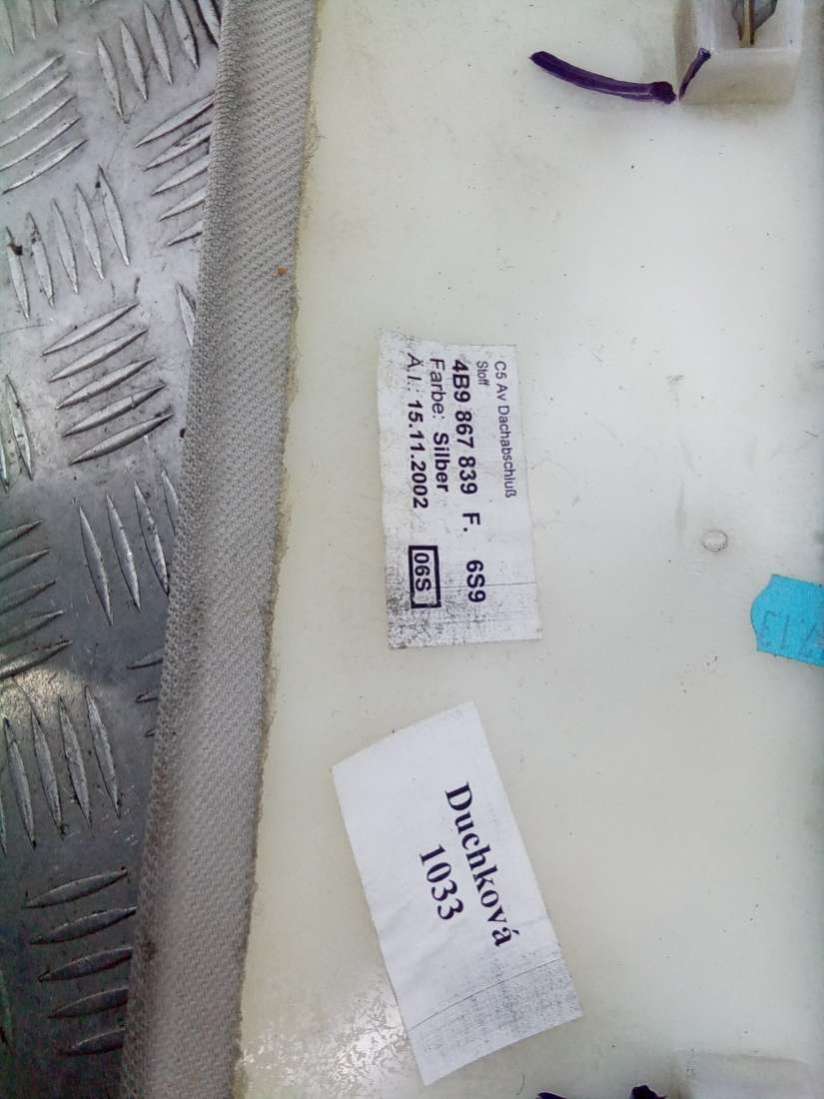 C5 Av Dachabschluß
Stoff
4B9 867 839 F. 6S9
Farbe: Silber
Ä.I.: 15.11.2002 06S
Duchková
1033